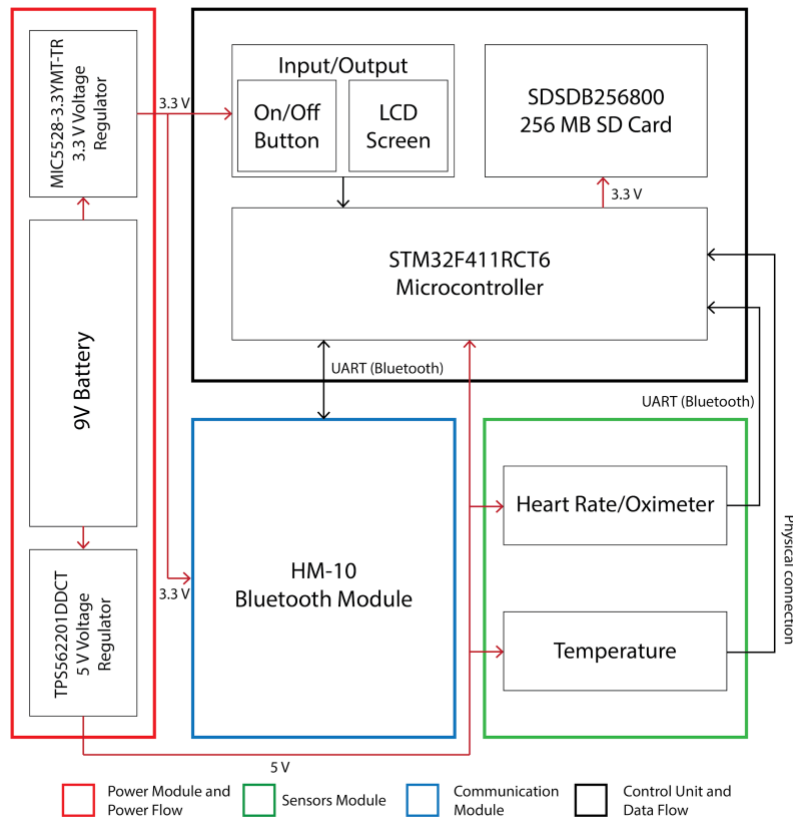 MIC5528-3.3YMT-TR
3.3 V Voltage
Regulator
9V Battery
TPS562201DDCT
5 V Voltage
Regulator
3.3 V
Input/Output
On/Off
Button
LCD
Screen
SDSDB256800
256 MB SD Card
3.3 V
STM32F411RCT6
Microcontroller
UART (Bluetooth)
UART (Bluetooth)
HM-10
Bluetooth Module
3.3 V
Heart Rate/Oximeter
Temperature
Physical connection
5 V
Power Module and
Power Flow
Sensors Module
Communication
Module
Control Unit and
Data Flow